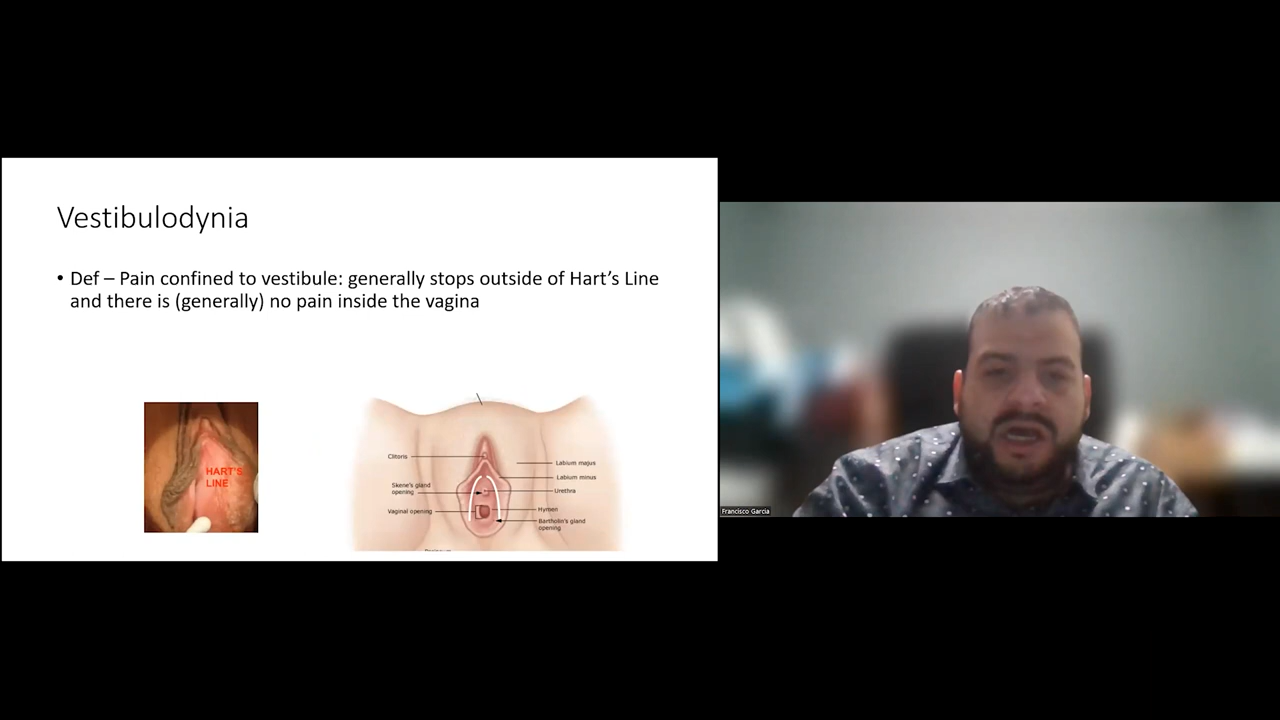 Vestibulodynia
• Def – Pain confined to vestibule: generally stops outside of Hart's Line
and there is (generally) no pain inside the vagina
HART'S
LINE
Clitoris
Skene's gland
opening
Vaginal opening
Labium majus
Labium minus
Urethra
Hymen
Bartholin's gland
opening
Francisco Garcia